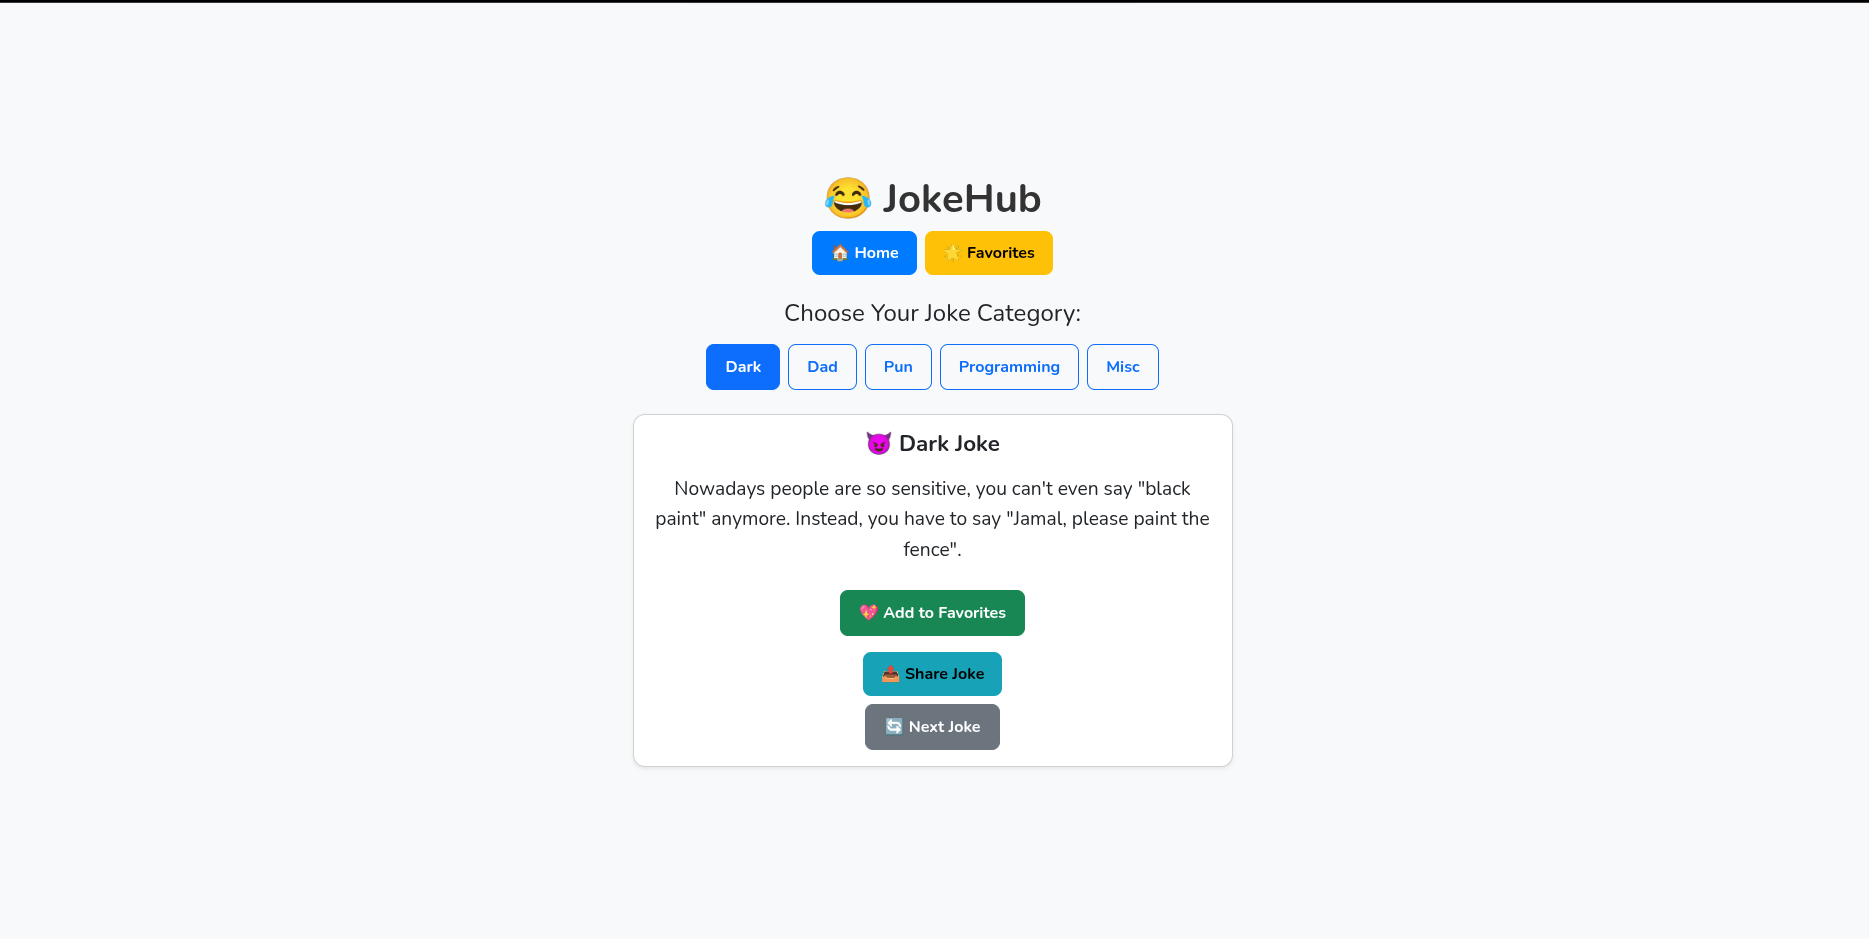 😂 JokeHub
🏠 Home 🌟 Favorites
Choose Your Joke Category:
Dark Dad Pun Programming Misc
😈 Dark Joke
Nowadays people are so sensitive, you can't even say "black
paint" anymore. Instead, you have to say "Jamal, please paint the
fence".
💖 Add to Favorites
📤 Share Joke
🔄 Next Joke